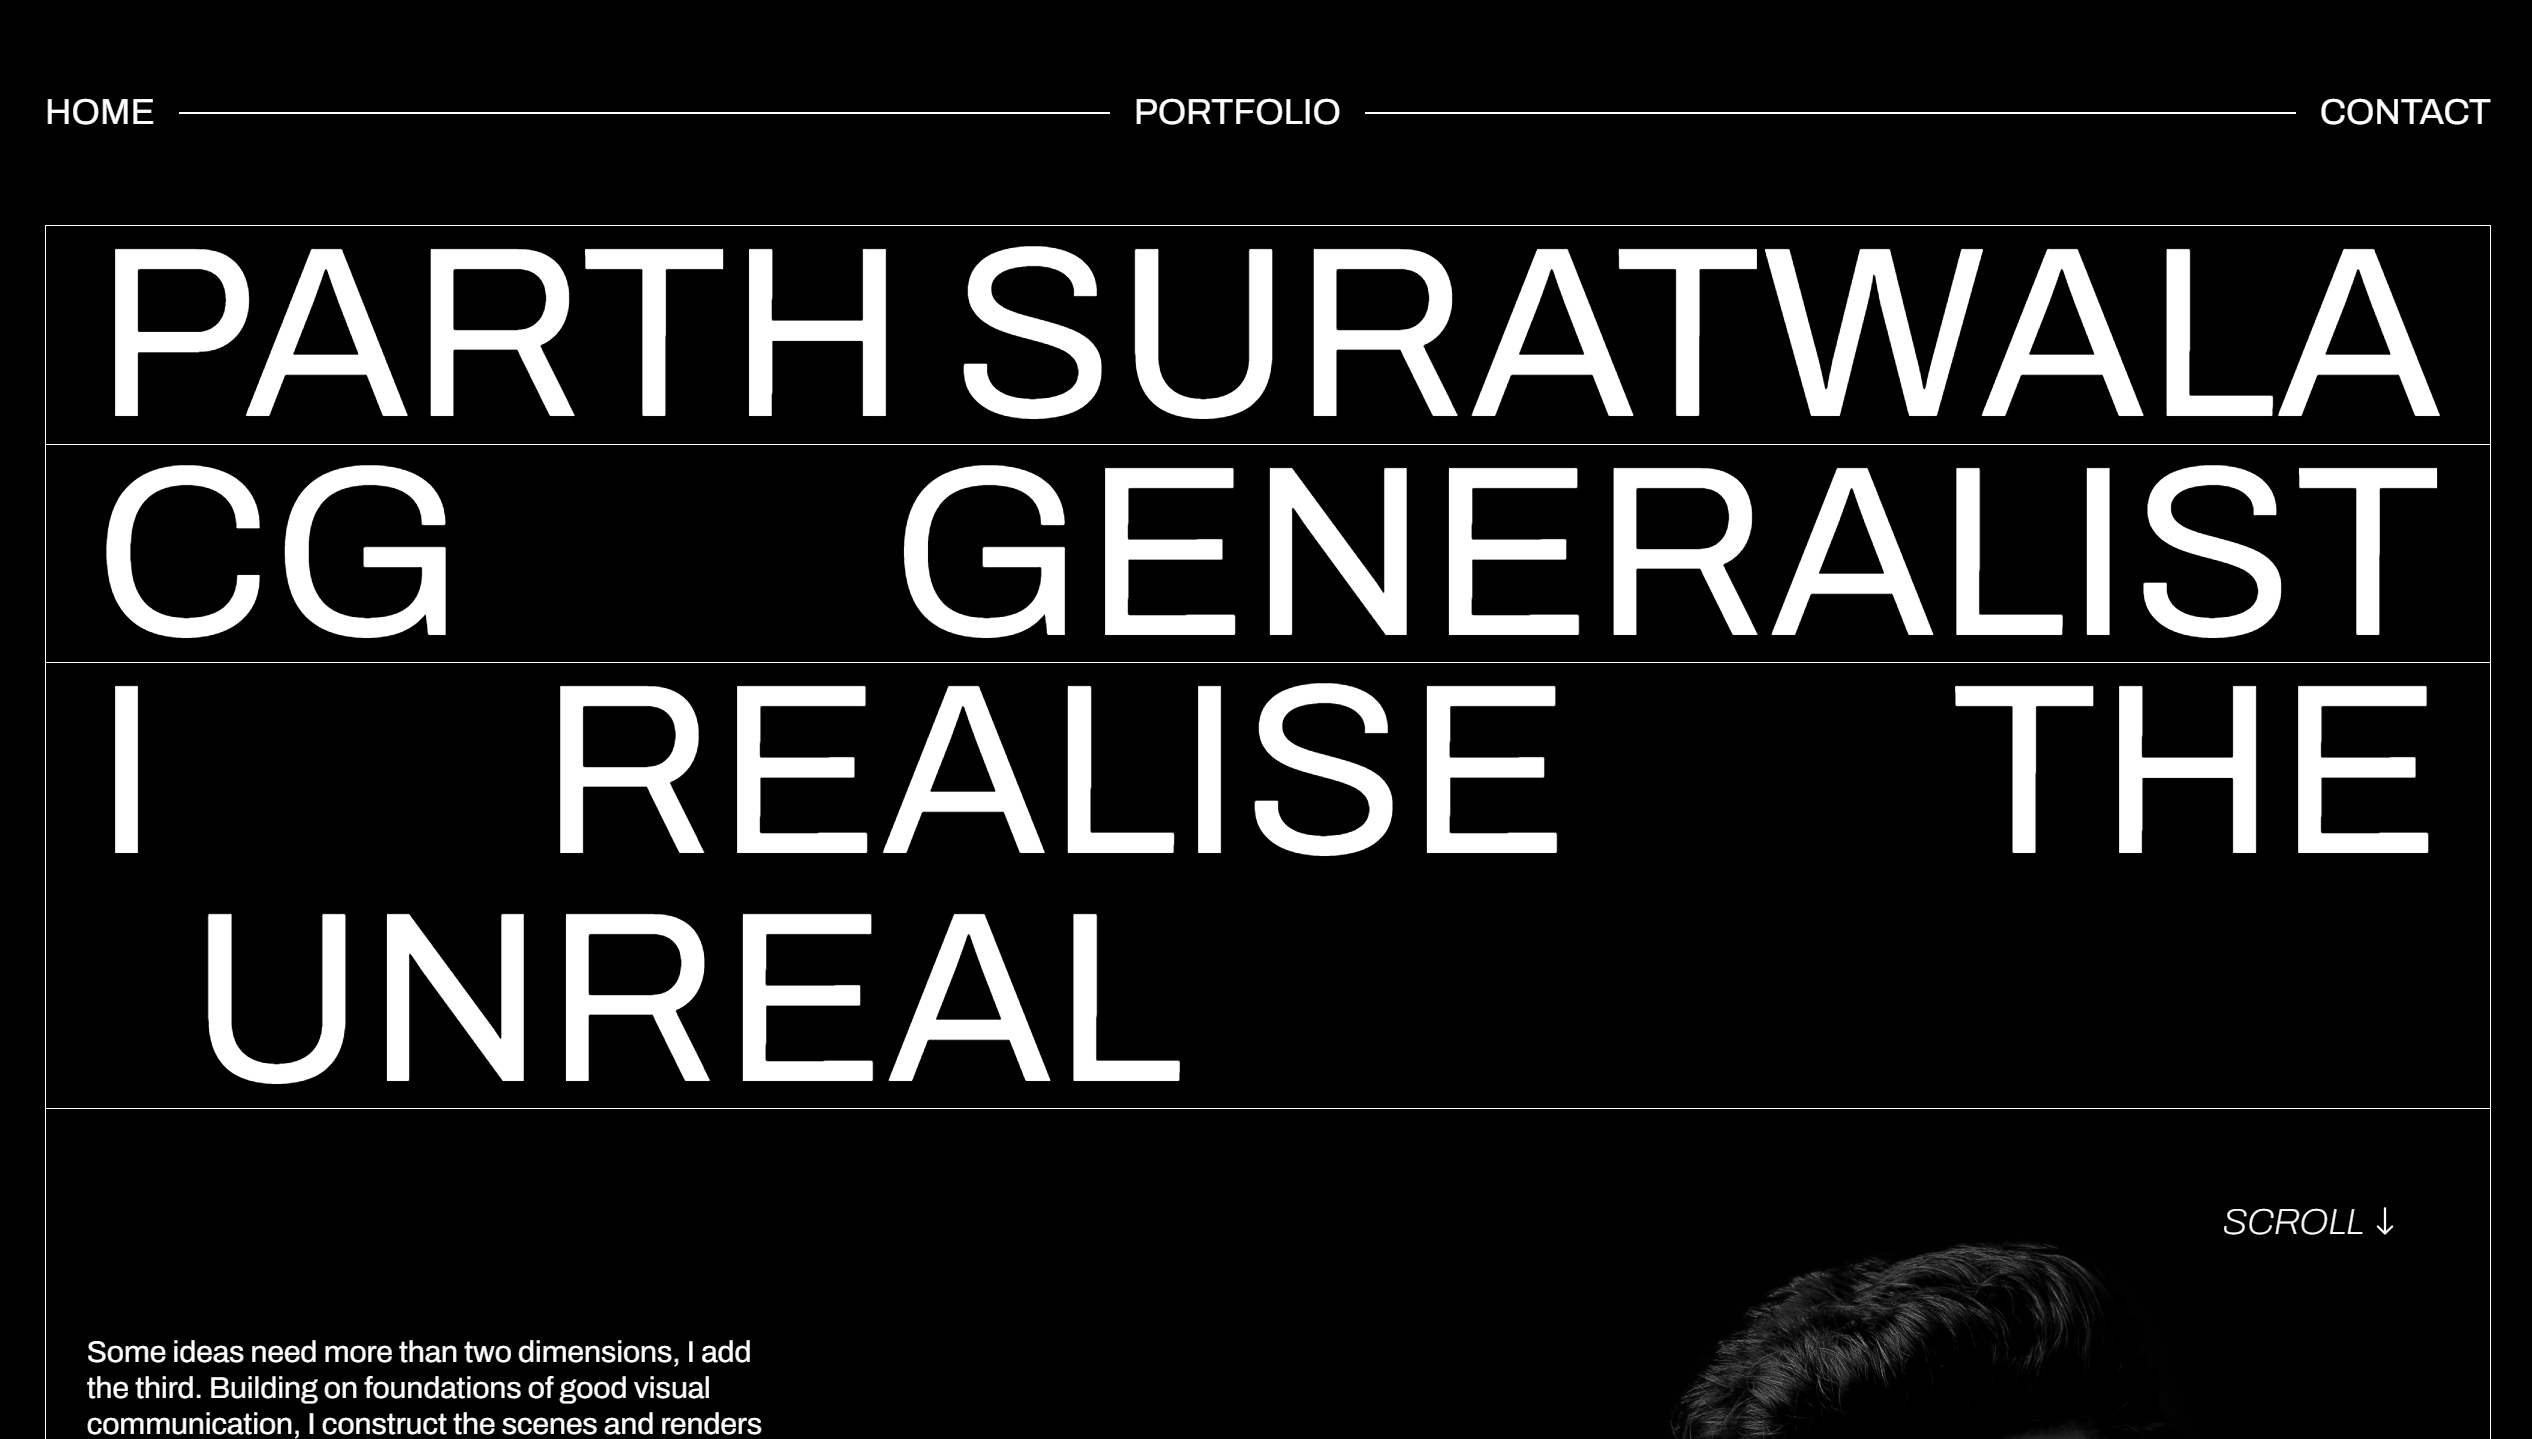 HOME PORTFOLIO CONTACT
PARTH SURATWALA
CG GENERALIST
I REALISE THE
UNREAL
SCROLL ↓
Some ideas need more than two dimensions, I add
the third. Building on foundations of good visual
communication, I construct the scenes and renders